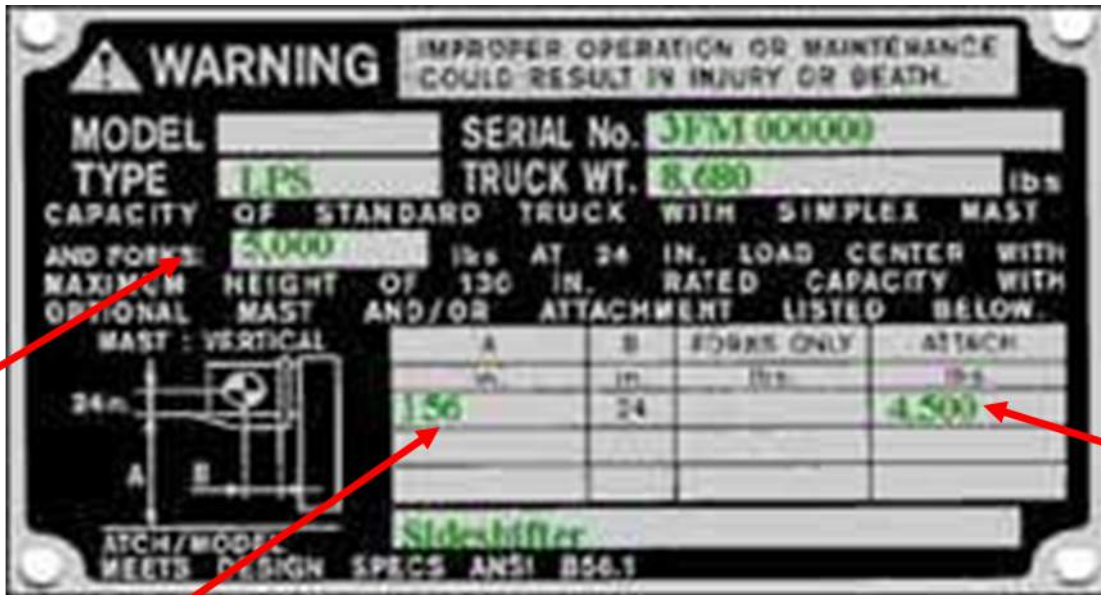 WARNING IMPROPER OPERATION OR MAINTENANCE
COULD RESULT IN INJURY OR DEATH.
MODEL SERIAL No. 3FM 000000
TYPE LPS TRUCK WT. 8,680 lbs
CAPACITY OF STANDARD TRUCK WITH SIMPLEX MAST
AND FORKS: 5,000 lbs AT 24 IN. LOAD CENTER WITH
MAXIMUM HEIGHT OF 130 IN. RATED CAPACITY WITH
OPTIONAL MAST AND/OR ATTACHMENT LISTED BELOW.
MAST : VERTICAL A B FORKS ONLY ATTACH
in. in. lbs. lbs.
24in. 156 24 4,500
A B
ATCH/MODEL Sideshifter
MEETS DESIGN SPECS ANSI B56.1